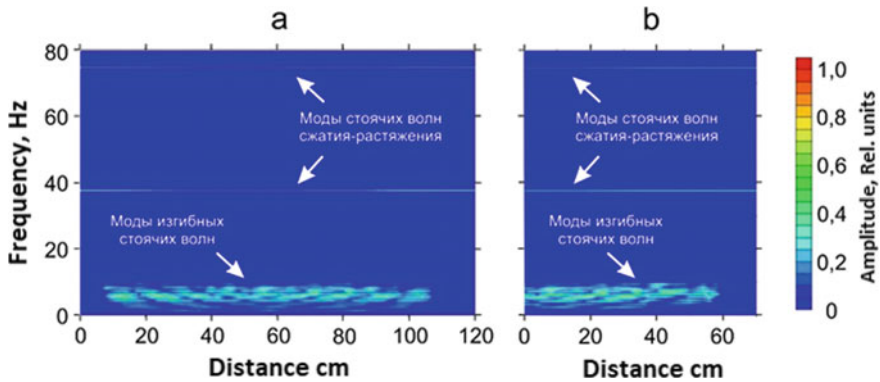 a
b
80
60
40
20
0
Frequency, Hz
Моды стоячих волн
сжатия-растяжения
Моды изгибных
стоячих волн
0
20
40
60
80
100
120
Distance cm
Моды стоячих волн
сжатия-растяжения
Моды изгибных
стоячих волн
0
20
40
60
Distance cm
1,0
0,8
0,6
0,4
0,2
0
Amplitude, Rel. units